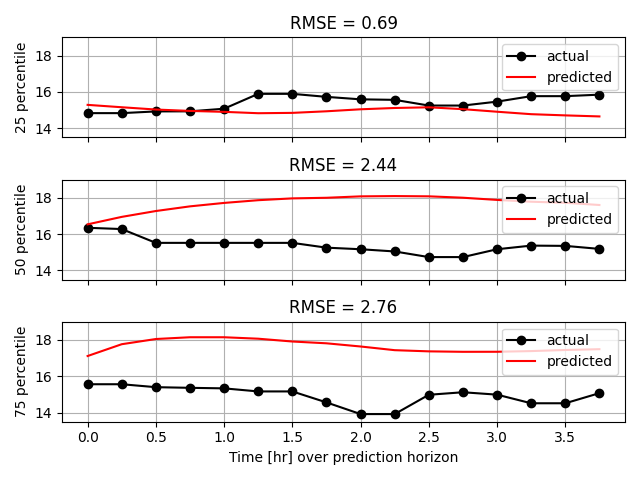 RMSE = 0.69
25 percentile
18
16
14
actual
predicted
RMSE = 2.44
50 percentile
18
16
14
actual
predicted
RMSE = 2.76
75 percentile
18
16
14
actual
predicted
0.0 0.5 1.0 1.5 2.0 2.5 3.0 3.5
Time [hr] over prediction horizon